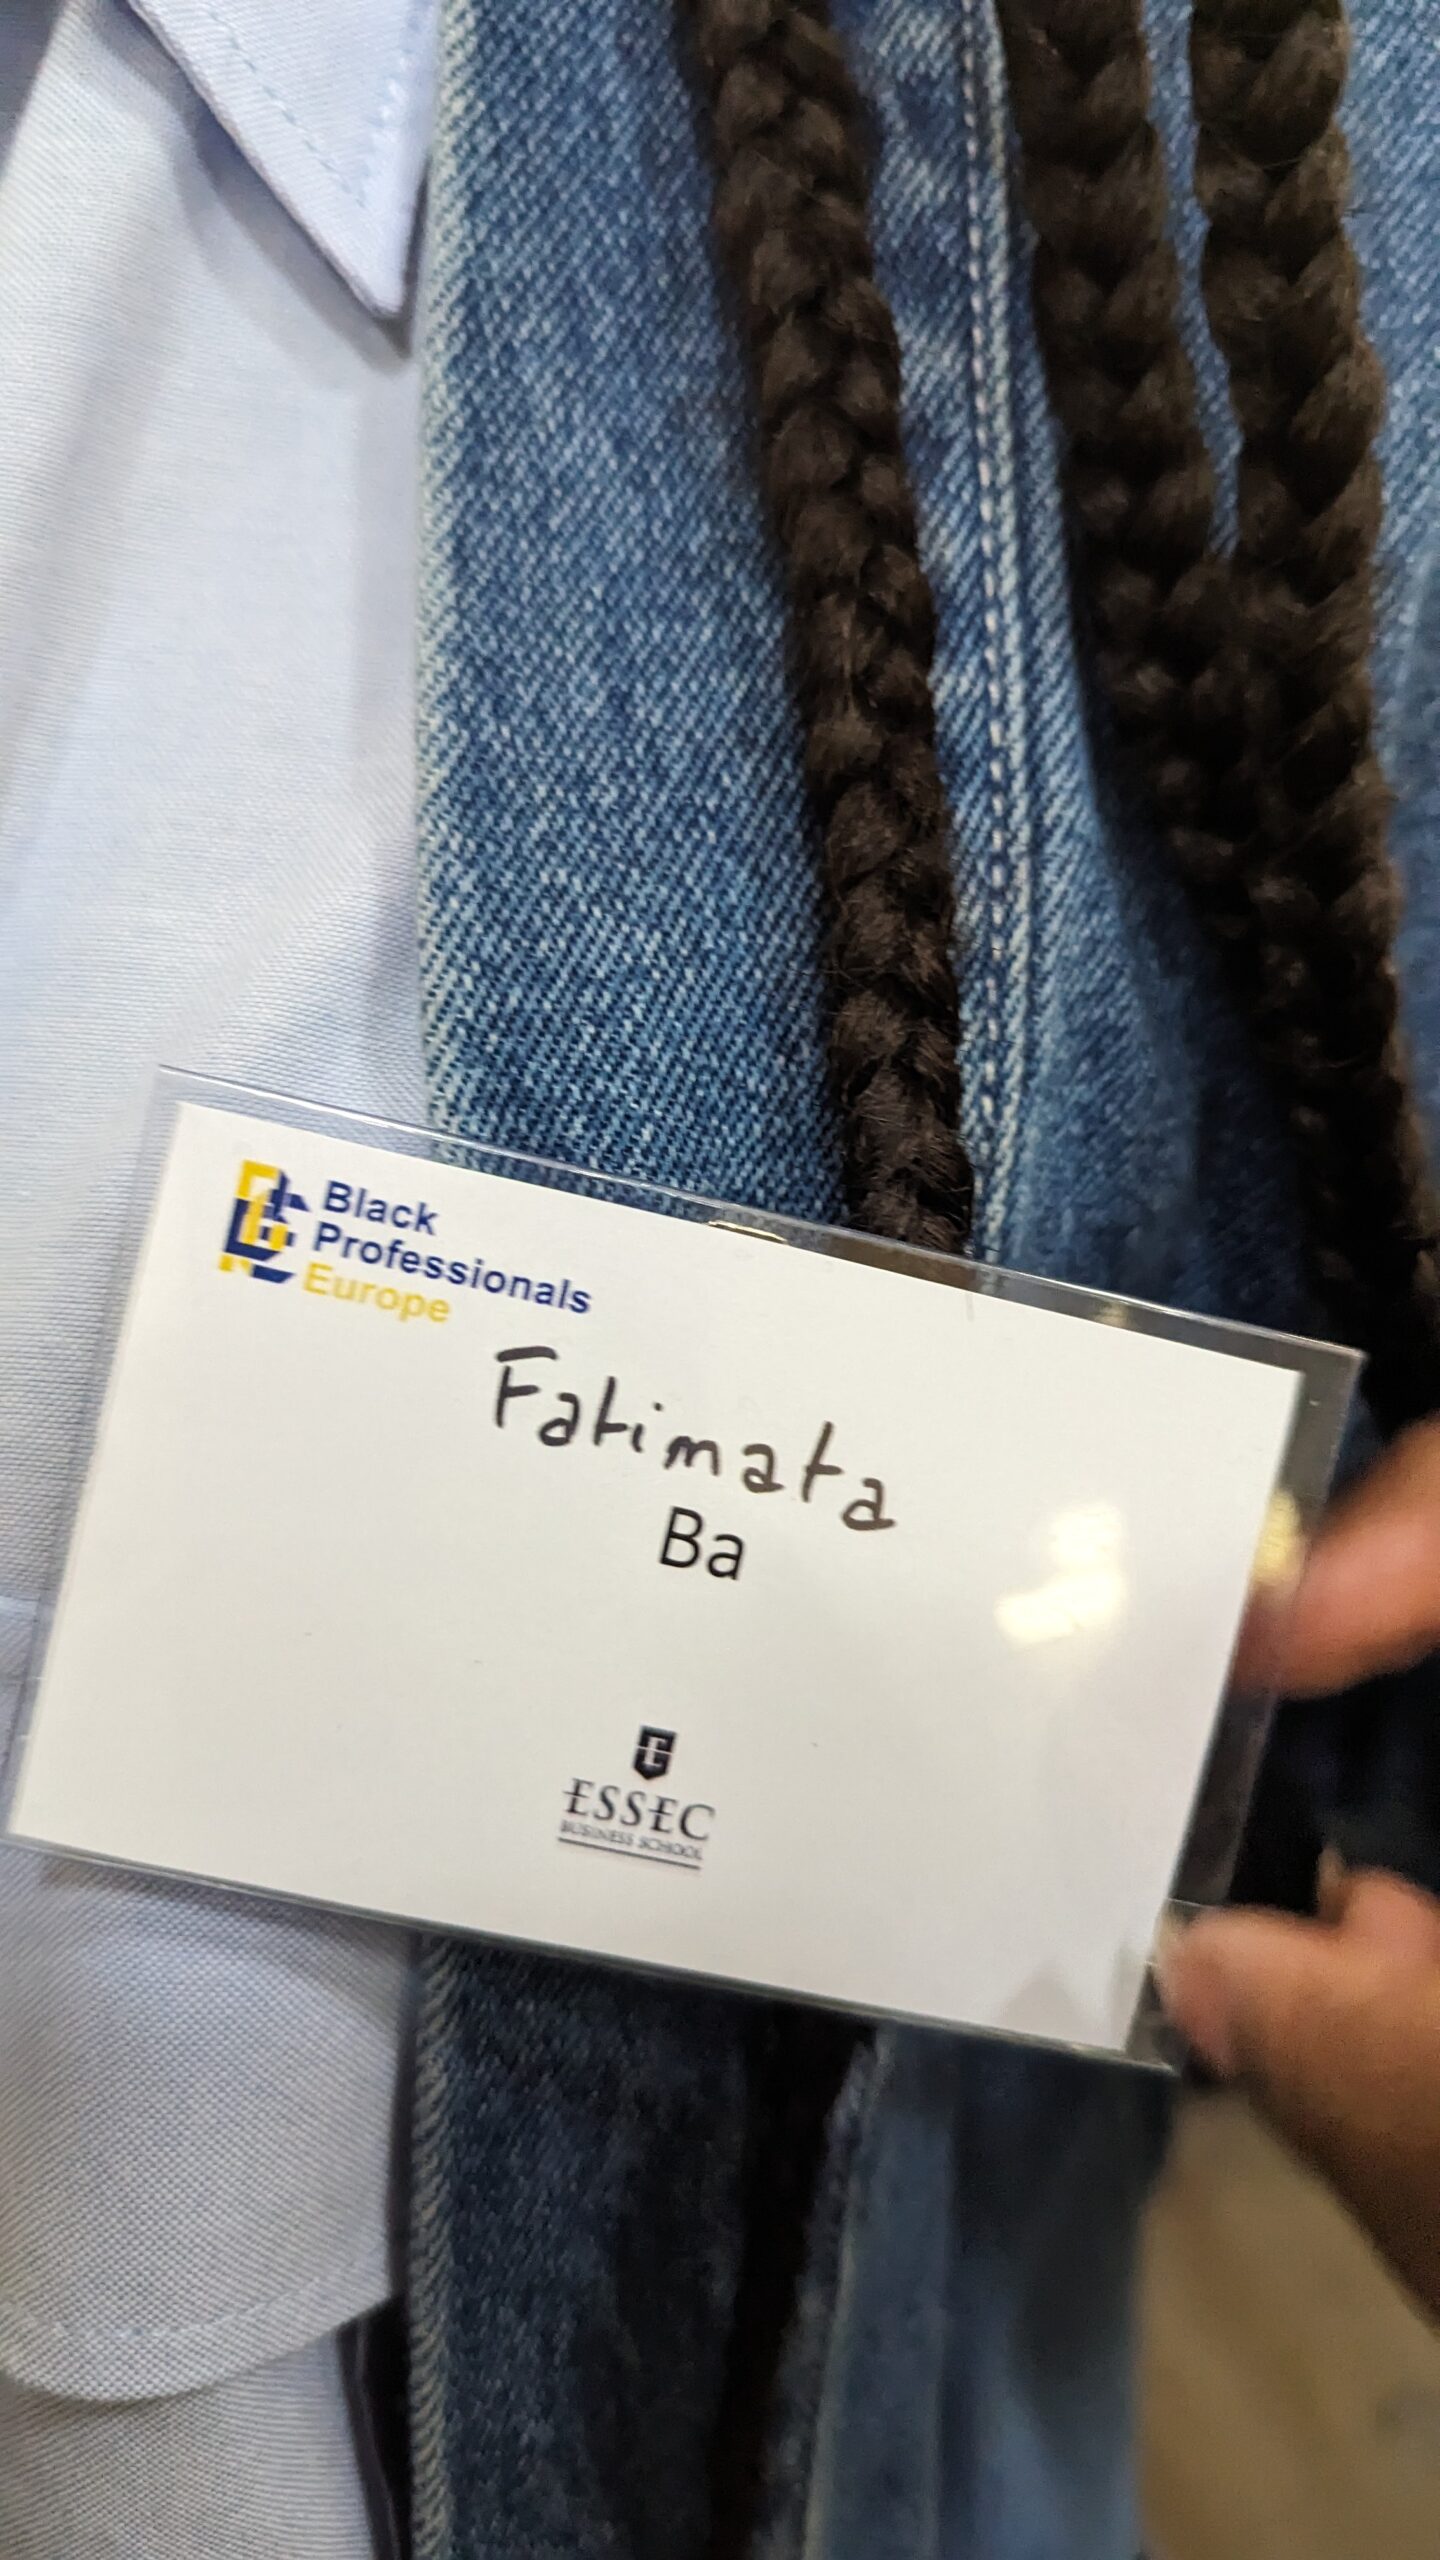 Black
Professionals
Europe
Fatimata
Ba
ESSEC
BUSINESS SCHOOL